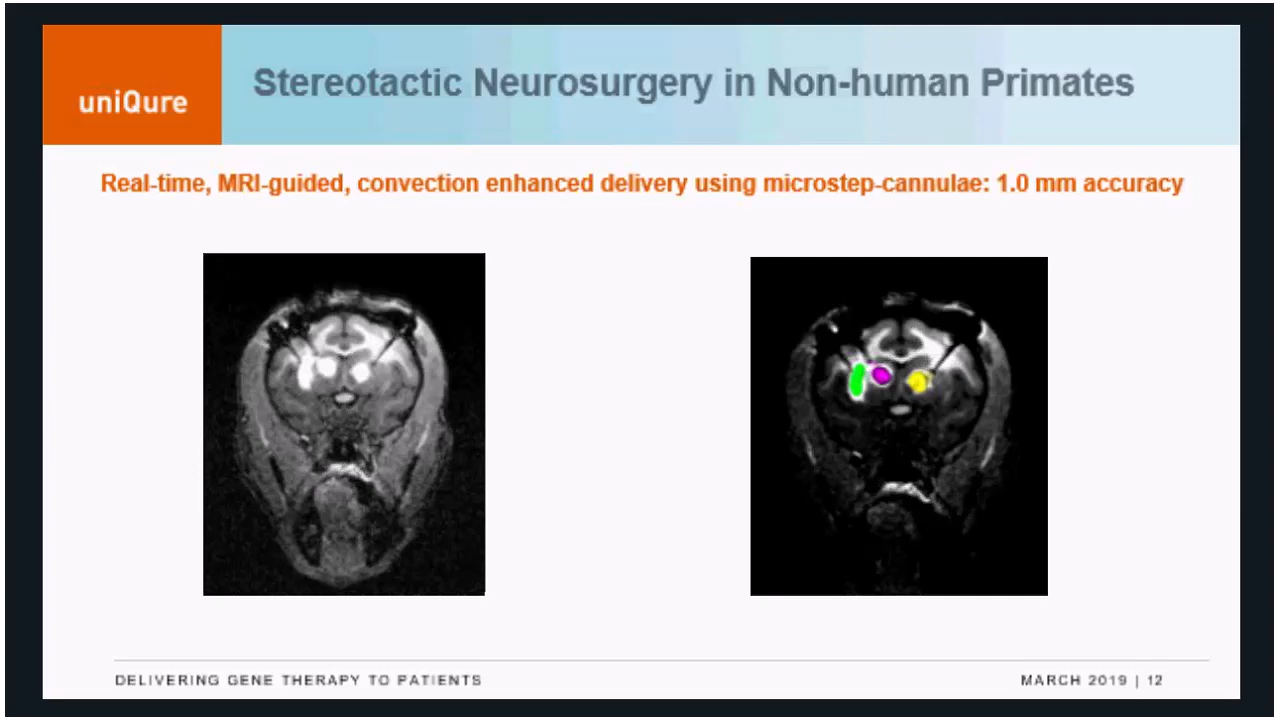 uniQure
Stereotactic Neurosurgery in Non-human Primates
Real-time, MRI-guided, convection enhanced delivery using microstep-cannulae: 1.0 mm accuracy
DELIVERING GENE THERAPY TO PATIENTS
MARCH 2019 | 12